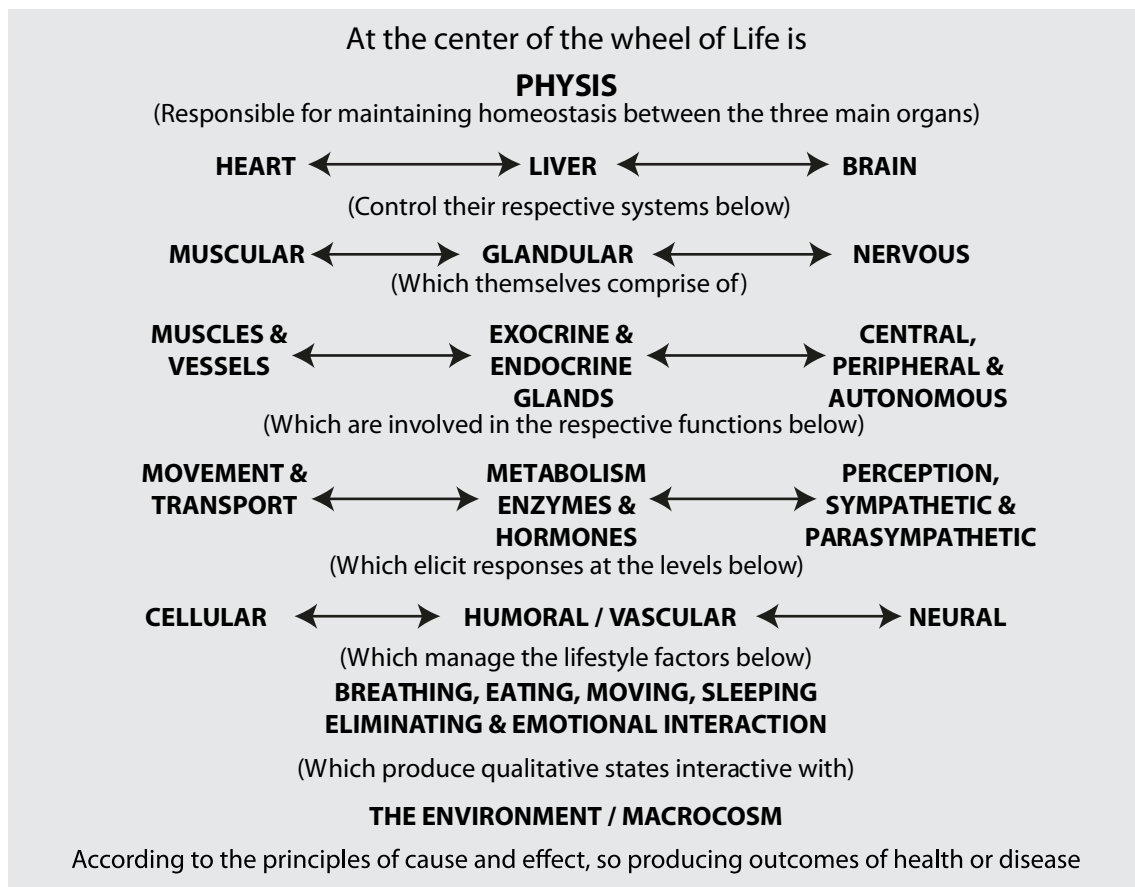 At the center of the wheel of Life is
PHYSIS
(Responsible for maintaining homeostasis between the three main organs)
HEART LIVER BRAIN
(Control their respective systems below)
MUSCULAR GLANDULAR NERVOUS
(Which themselves comprise of)
MUSCLES & EXOCRINE & CENTRAL,
VESSELS ENDOCRINE PERIPHERAL &
GLANDS AUTONOMOUS
(Which are involved in the respective functions below)
MOVEMENT & METABOLISM PERCEPTION,
TRANSPORT ENZYMES & SYMPATHETIC &
HORMONES PARASYMPATHETIC
(Which elicit responses at the levels below)
CELLULAR HUMORAL / VASCULAR NEURAL
(Which manage the lifestyle factors below)
BREATHING, EATING, MOVING, SLEEPING
ELIMINATING & EMOTIONAL INTERACTION
(Which produce qualitative states interactive with)
THE ENVIRONMENT / MACROCOSM
According to the principles of cause and effect, so producing outcomes of health or disease